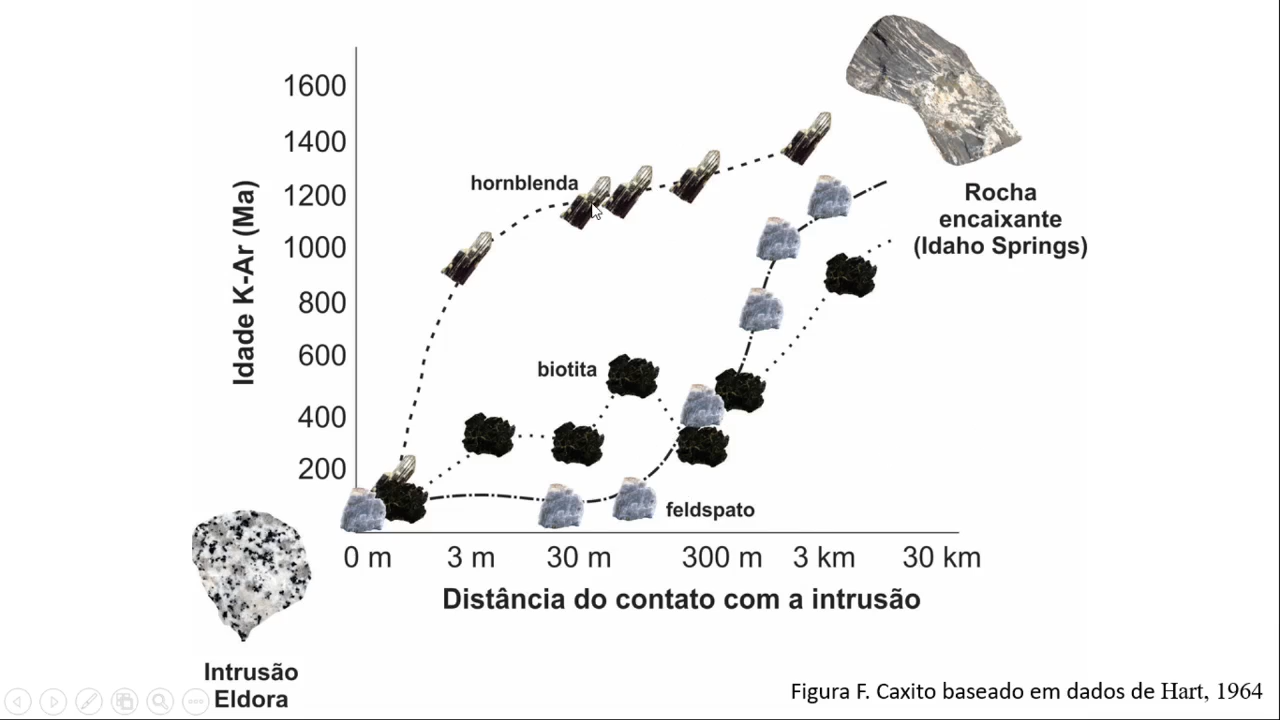 1600
1400
1200
1000
800
600
400
200
Idade K-Ar (Ma)
hornblenda
biotita
feldspato
Rocha
encaixante
(Idaho Springs)
0 m 3 m 30 m 300 m 3 km 30 km
Distância do contato com a intrusão
Intrusão
Eldora
Figura F. Caxito baseado em dados de Hart, 1964